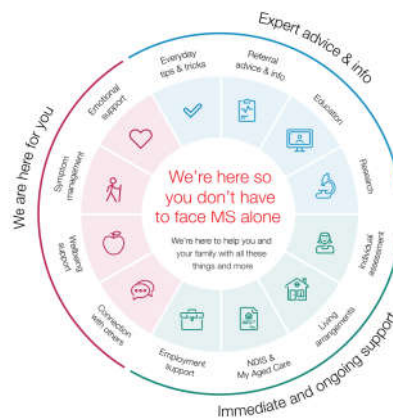 Expert advice & info
Everyday
tips & tricks
Referral
advice & info
Education
Research
Individual
assessment
Living
arrangements
NDIS &
My Aged Care
Employment
support
Immediate and ongoing support
Connection
with others
Wellbeing
support
Symptom
management
Emotional
support
We are here for you
We're here so
you don't have
to face MS alone
We're here to help you and
your family with all these
things and more